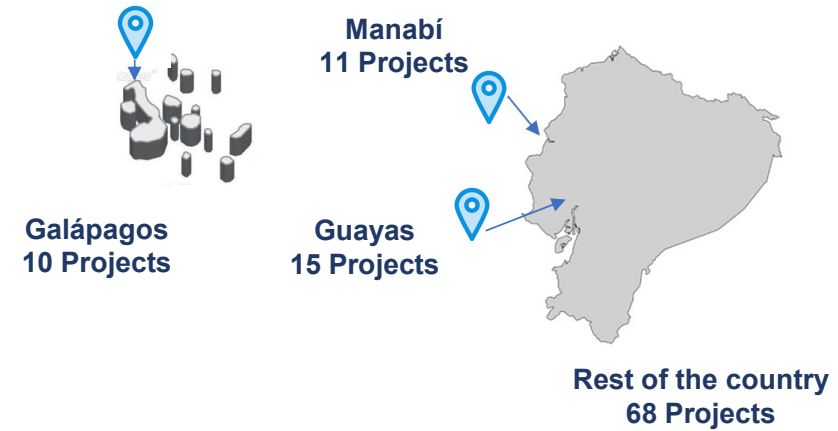 Manabí
11 Projects
Galápagos
10 Projects
Guayas
15 Projects
Rest of the country
68 Projects